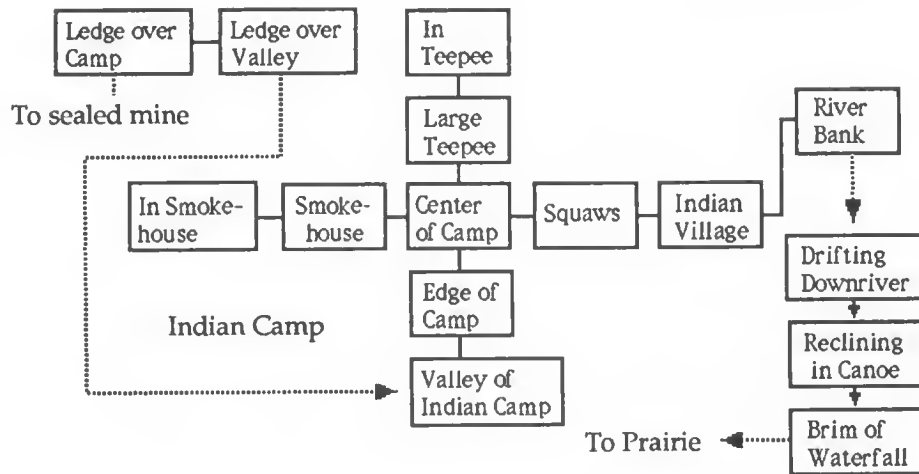 Ledge over
Camp
Ledge over
Valley
In
Teepee
To sealed mine
Large
Teepee
River
Bank
In Smoke-
house
Smoke-
house
Center
of Camp
Squaws
Indian
Village
Drifting
Downriver
Edge of
Camp
Indian Camp
Reclining
in Canoe
Valley of
Indian Camp
To Prairie
Brim of
Waterfall